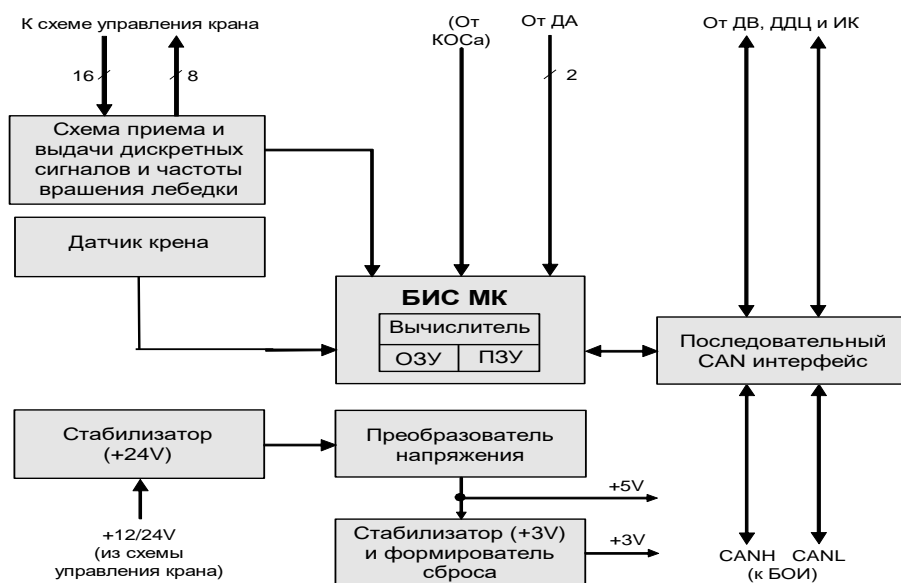 К схеме управления крана
(От
КОСа)
От ДА
От ДВ, ДДЦ и ИК
16
8
2
Схема приема и
выдачи дискретных
сигналов и частоты
врашения лебедки
Датчик крена
БИС МК
Вычислитель
ОЗУ
ПЗУ
Последовательный
CAN интерфейс
Стабилизатор
(+24V)
Преобразователь
напряжения
+5V
+12/24V
(из схемы
управления крана)
Стабилизатор (+3V)
и формирователь
сброса
+3V
CANH
CANL
(к БОИ)